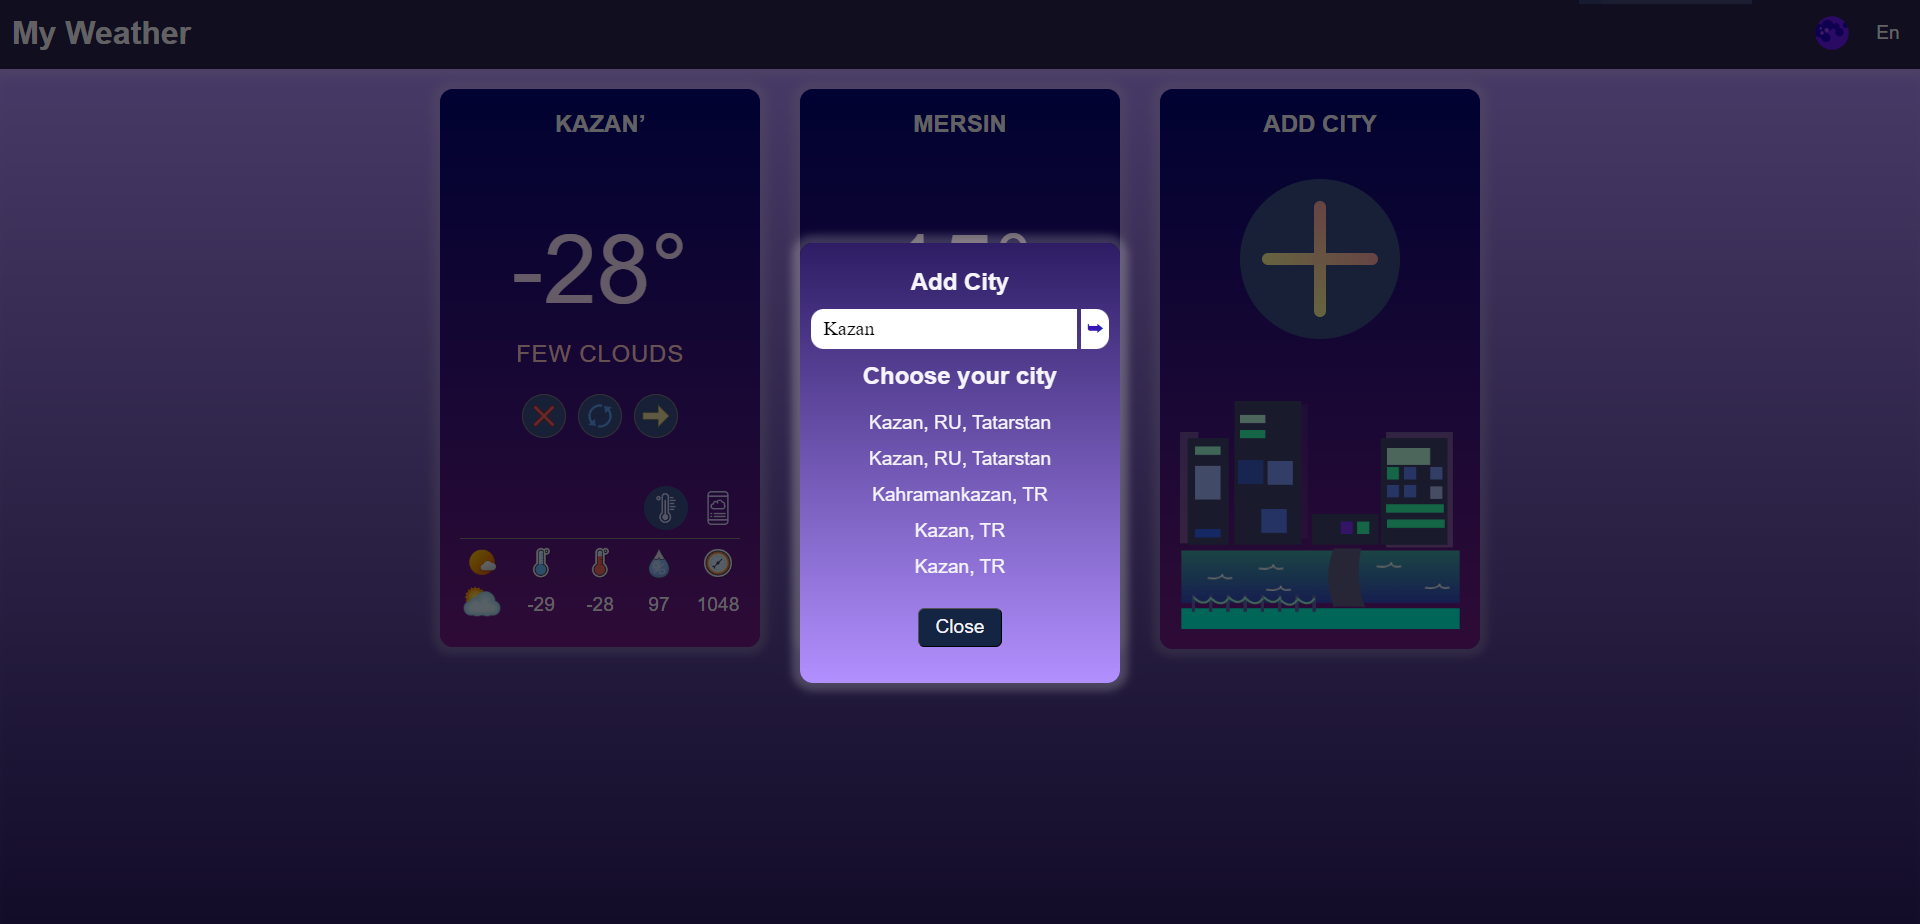 My Weather
En
KAZAN’
-28°
FEW CLOUDS
-29 -28 97 1048
MERSIN
ADD CITY
Add City
Kazan
Choose your city
Kazan, RU, Tatarstan
Kazan, RU, Tatarstan
Kahramankazan, TR
Kazan, TR
Kazan, TR
Close